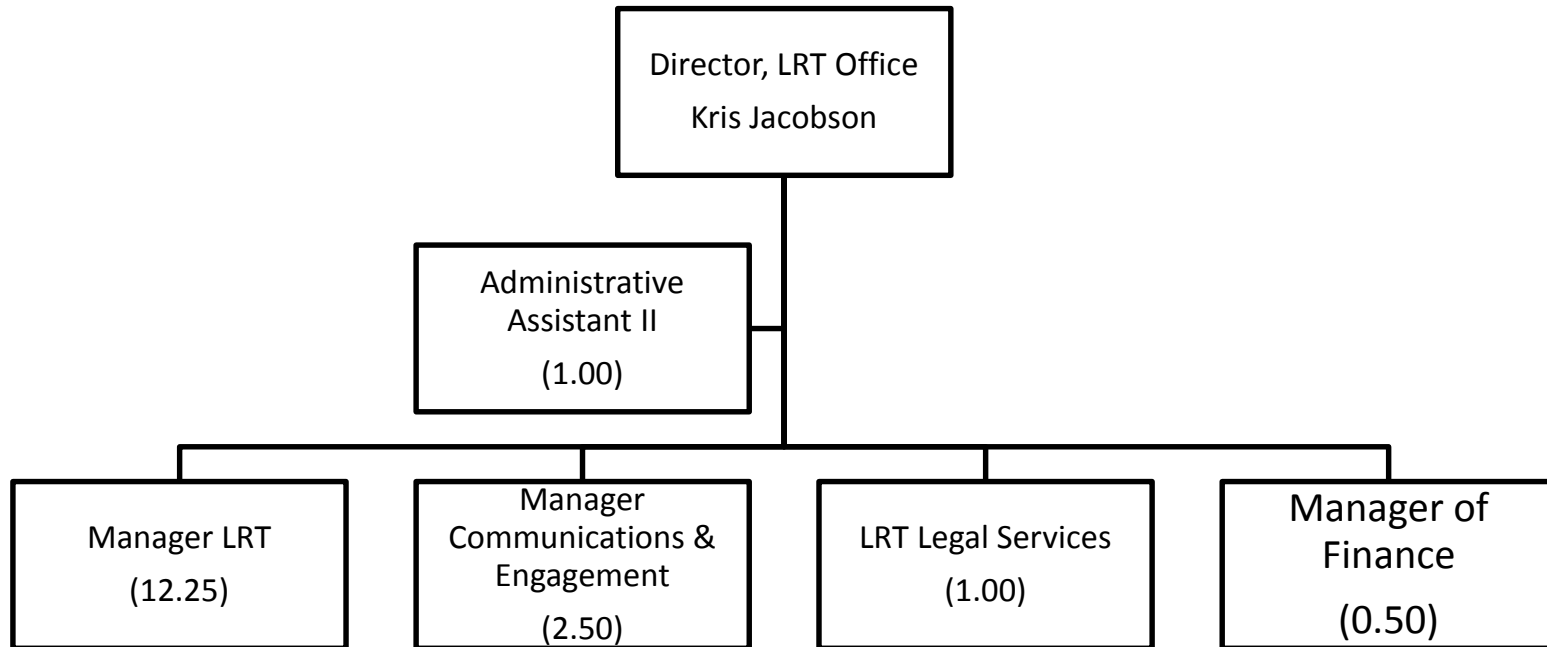 Director, LRT Office
Kris Jacobson
Administrative
Assistant II
(1.00)
Manager LRT
(12.25)
Manager
Communications &
Engagement
(2.50)
LRT Legal Services
(1.00)
Manager of
Finance
(0.50)